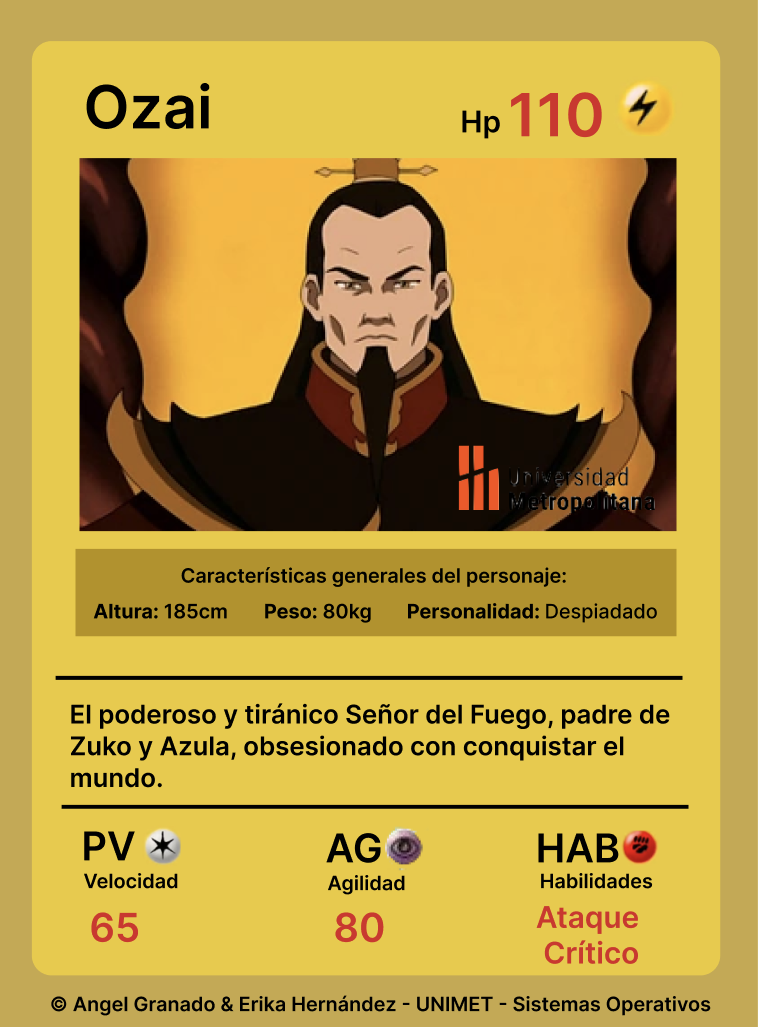 Ozai
Hp 110
Universidad
Metropolitana
Características generales del personaje:
Altura: 185cm Peso: 80kg Personalidad: Despiadado
El poderoso y tiránico Señor del Fuego, padre de
Zuko y Azula, obsesionado con conquistar el
mundo.
PV AG HAB
Velocidad Agilidad Habilidades
65 80 Ataque
Crítico
© Angel Granado & Erika Hernández - UNIMET - Sistemas Operativos